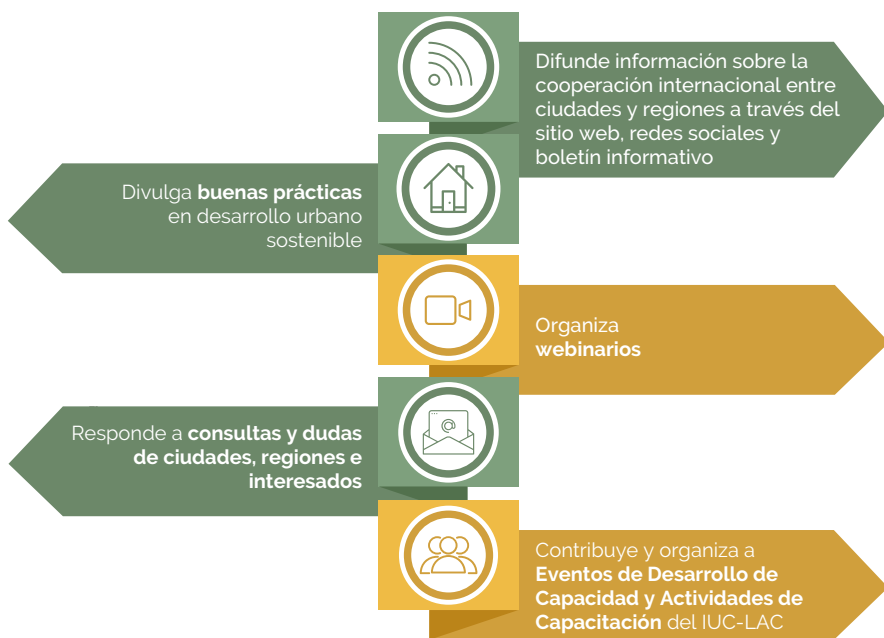 Difunde información sobre la
cooperación internacional entre
ciudades y regiones a través del
sitio web, redes sociales y
boletín informativo
Divulga buenas prácticas
en desarrollo urbano
sostenible
Organiza
webinarios
@
Responde a consultas y dudas
de ciudades, regiones e
interesados
Contribuye y organiza a
Eventos de Desarrollo de
Capacidad y Actividades de
Capacitación del IUC-LAC